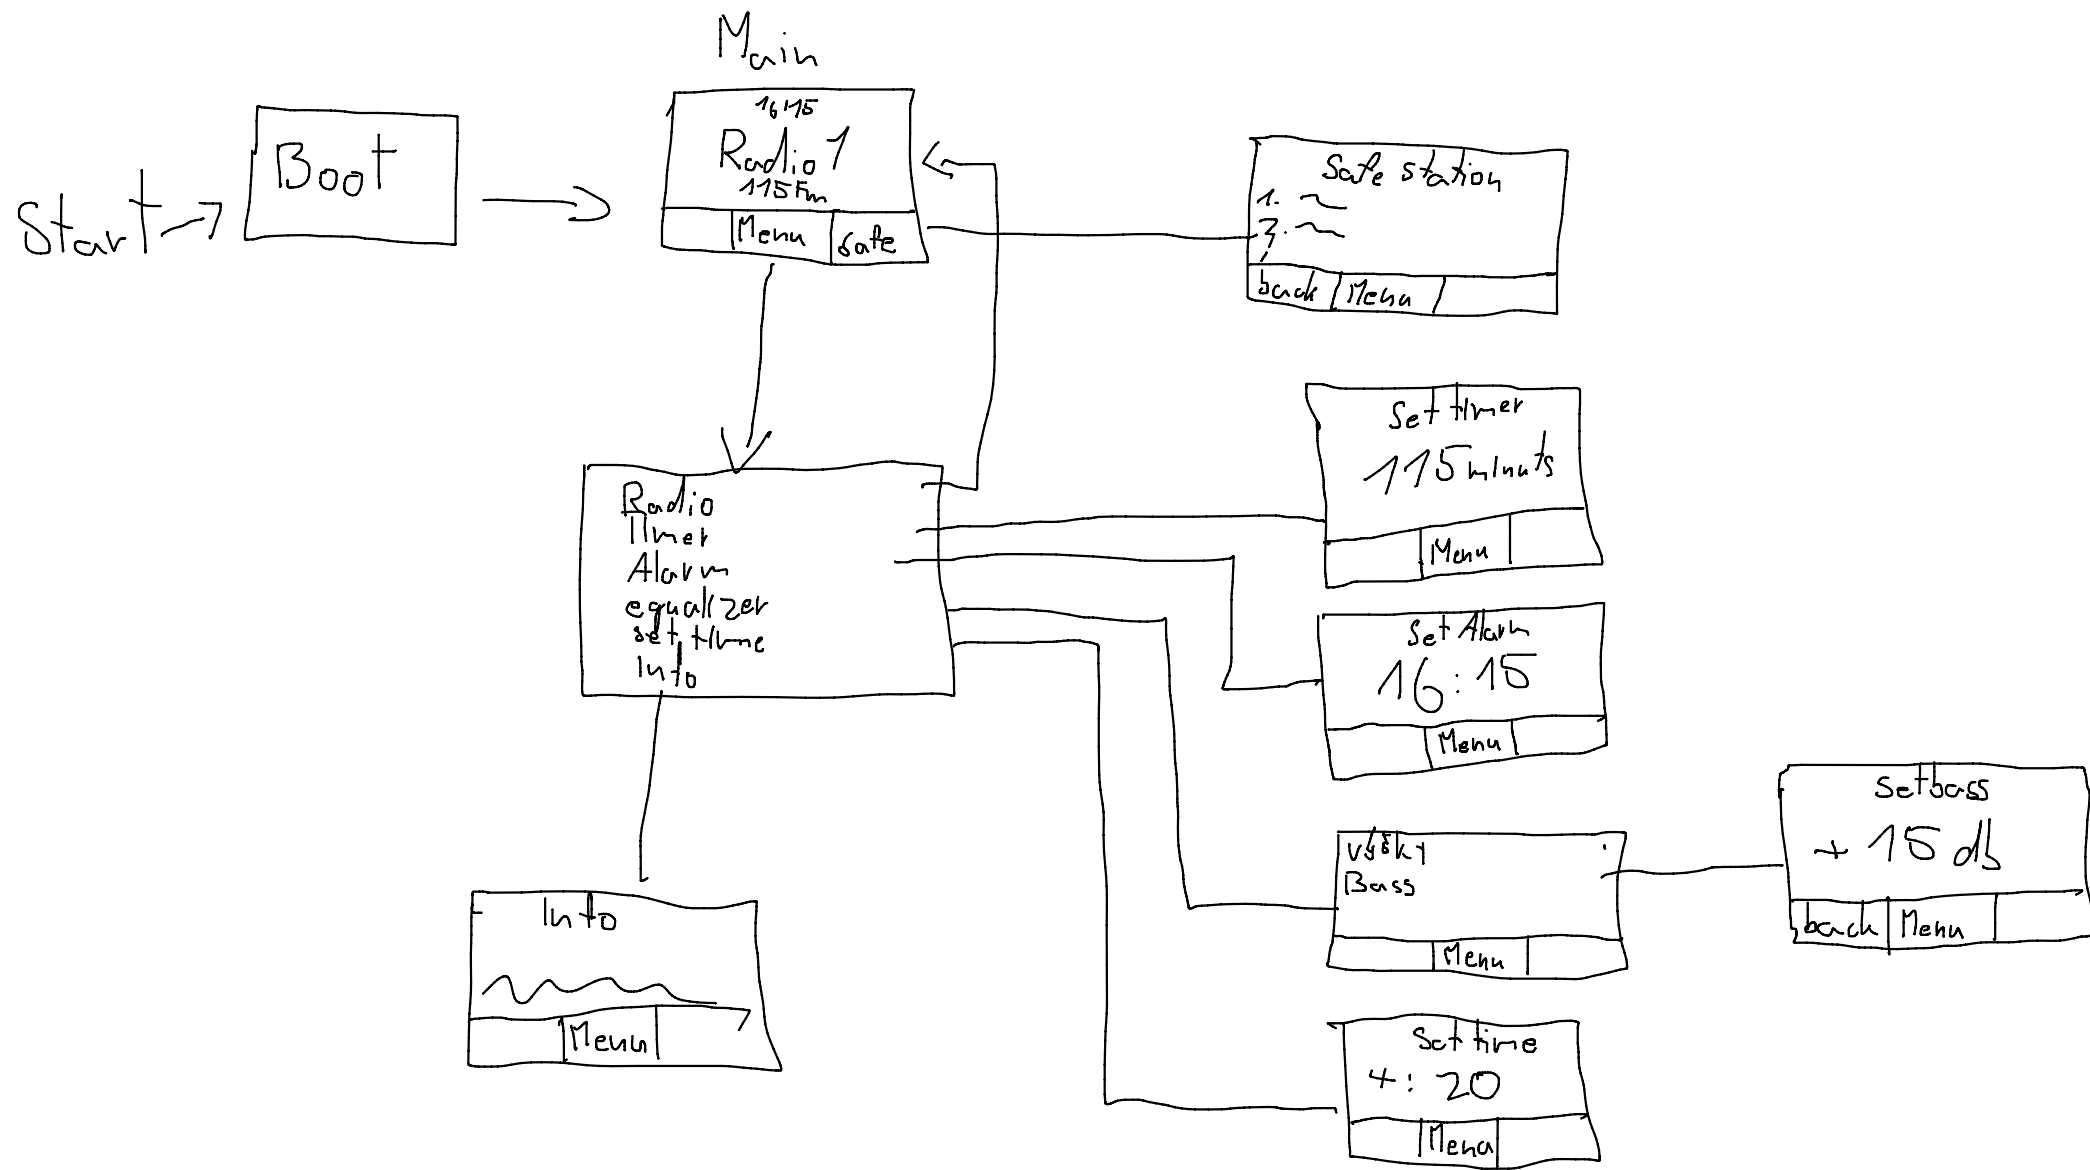 Main
Start
Boot
16:15
Radio 1
115 Fm
Menu
Safe
Safe station
1.
2.
back
Menu
Set timer
115 minuts
Menu
Radio
Timer
Alarm
equalizer
set time
Info
Set Alarm
16:15
Menu
Výšky
Bass
Menu
Setbass
+ 15 db
back
Menu
Info
Menu
Set time
: 20
Menu